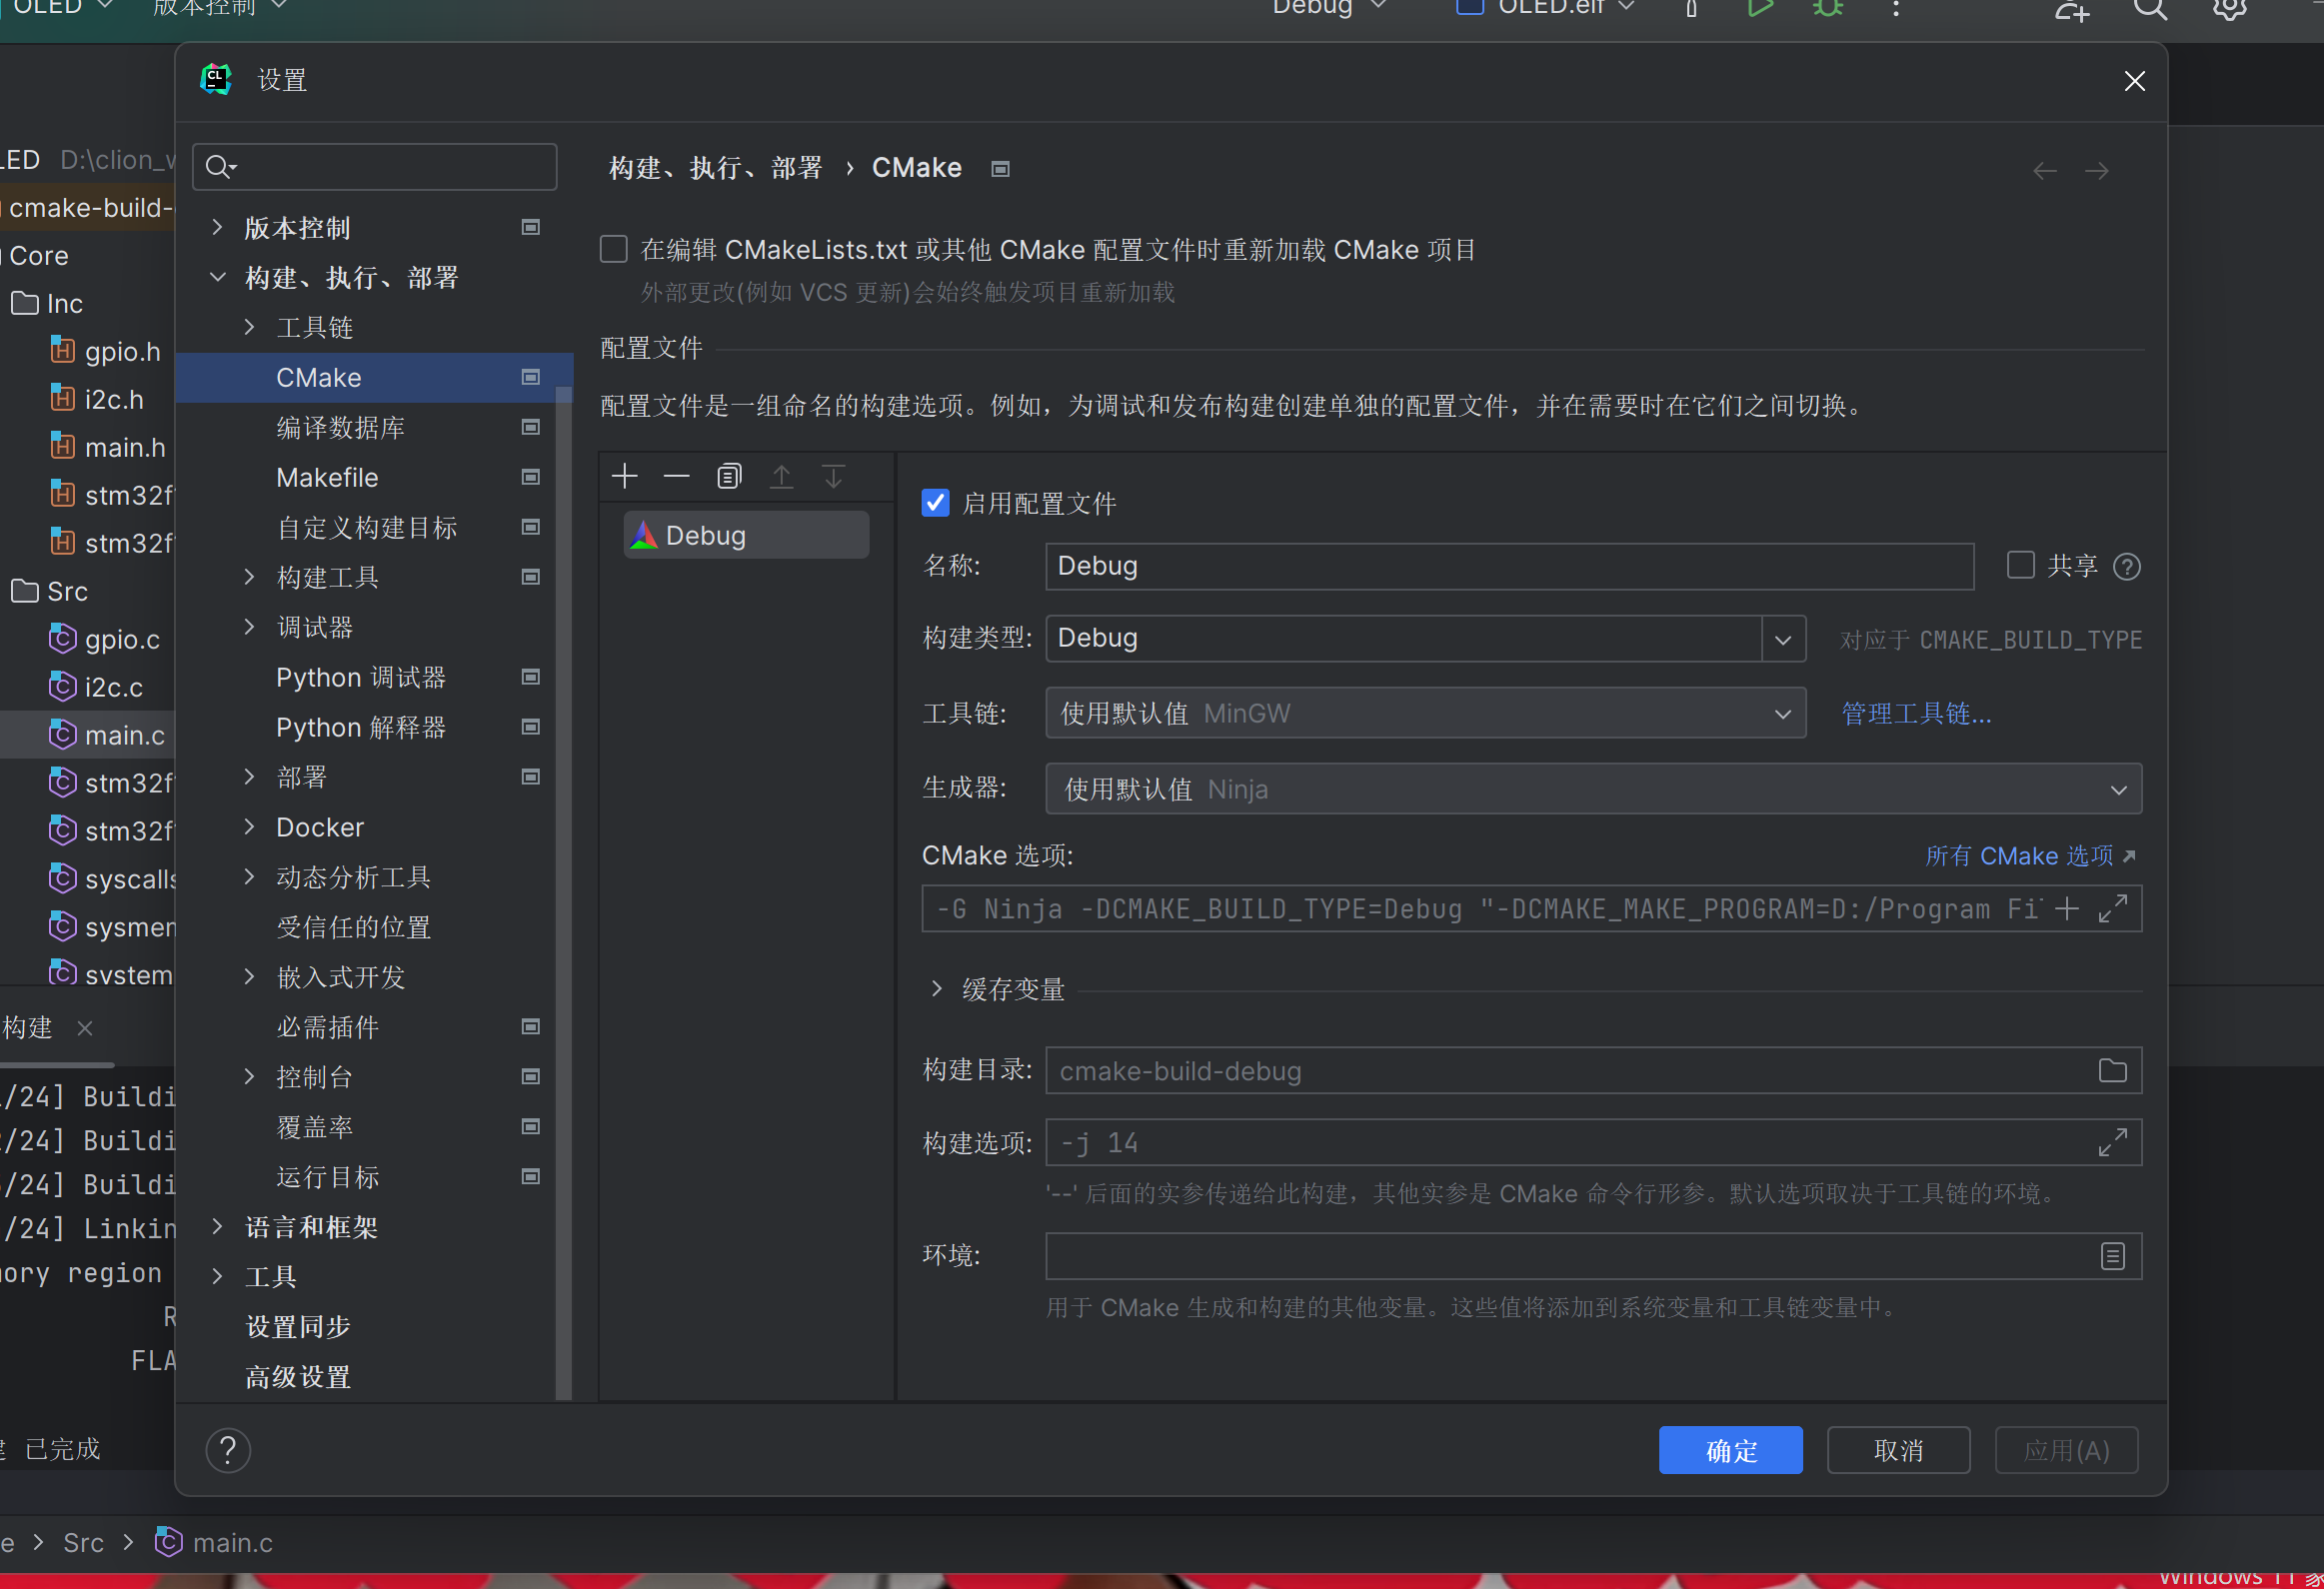 OLED
版本控制
Debug
OLED.elf
设置
LED D:\clion_w
cmake-build-
Core
Inc
gpio.h
i2c.h
main.h
stm32f
stm32f
Src
gpio.c
i2c.c
main.c
stm32f
stm32f
syscalls
sysmem
system
构建
/24] Buildi
/24] Buildi
/24] Buildi
/24] Linkin
ory region
R
FLA
已完成
版本控制
构建、执行、部署
工具链
CMake
编译数据库
Makefile
自定义构建目标
构建工具
调试器
Python 调试器
Python 解释器
部署
Docker
动态分析工具
受信任的位置
嵌入式开发
必需插件
控制台
覆盖率
运行目标
语言和框架
工具
设置同步
高级设置
构建、执行、部署 › CMake
在编辑 CMakeLists.txt 或其他 CMake 配置文件时重新加载 CMake 项目
外部更改(例如 VCS 更新)会始终触发项目重新加载
配置文件
配置文件是一组命名的构建选项。例如，为调试和发布构建创建单独的配置文件，并在需要时在它们之间切换。
Debug
启用配置文件
名称: Debug 共享
构建类型: Debug 对应于 CMAKE_BUILD_TYPE
工具链: 使用默认值 MinGW 管理工具链...
生成器: 使用默认值 Ninja
CMake 选项: 所有 CMake 选项
-G Ninja -DCMAKE_BUILD_TYPE=Debug "-DCMAKE_MAKE_PROGRAM=D:/Program Fi
缓存变量
构建目录: cmake-build-debug
构建选项: -j 14
'--' 后面的实参传递给此构建，其他实参是 CMake 命令行形参。默认选项取决于工具链的环境。
环境:
用于 CMake 生成和构建的其他变量。这些值将添加到系统变量和工具链变量中。
确定
取消
应用(A)
e › Src › main.c
Windows 11 家